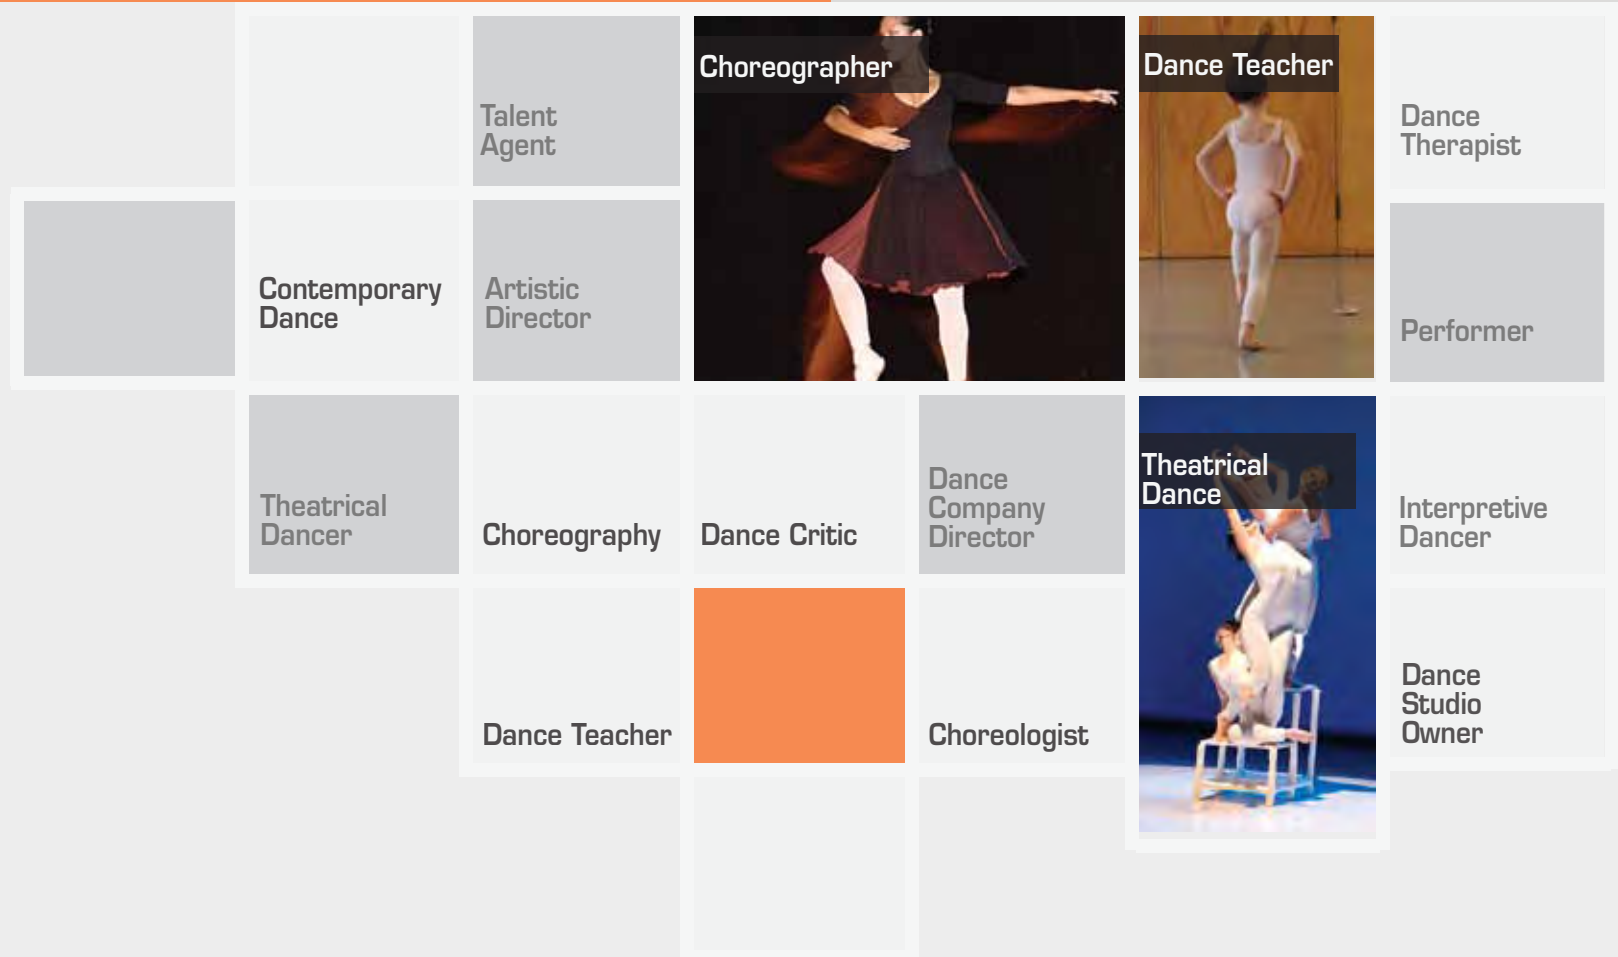 Talent
Agent
Choreographer
Dance Teacher
Dance
Therapist
Contemporary
Dance
Artistic
Director
Performer
Theatrical
Dancer
Choreography
Dance Critic
Dance
Company
Director
Theatrical
Dance
Interpretive
Dancer
Dance Teacher
Choreologist
Dance
Studio
Owner